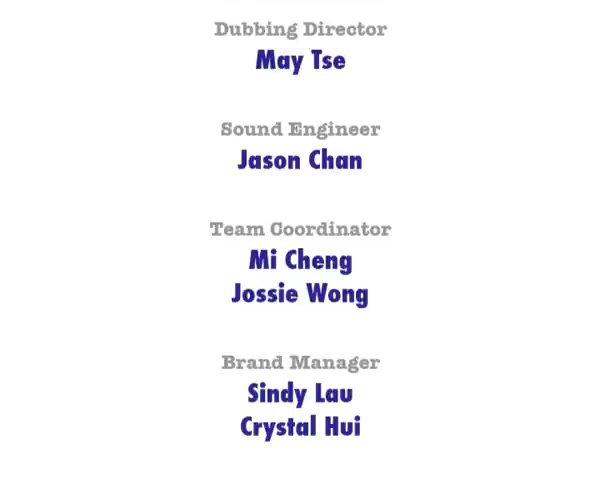 Dubbing Director
May Tse
Sound Engineer
Jason Chan
Team Coordinator
Mi Cheng
Jossie Wong
Brand Manager
Sindy Lau
Crystal Hui